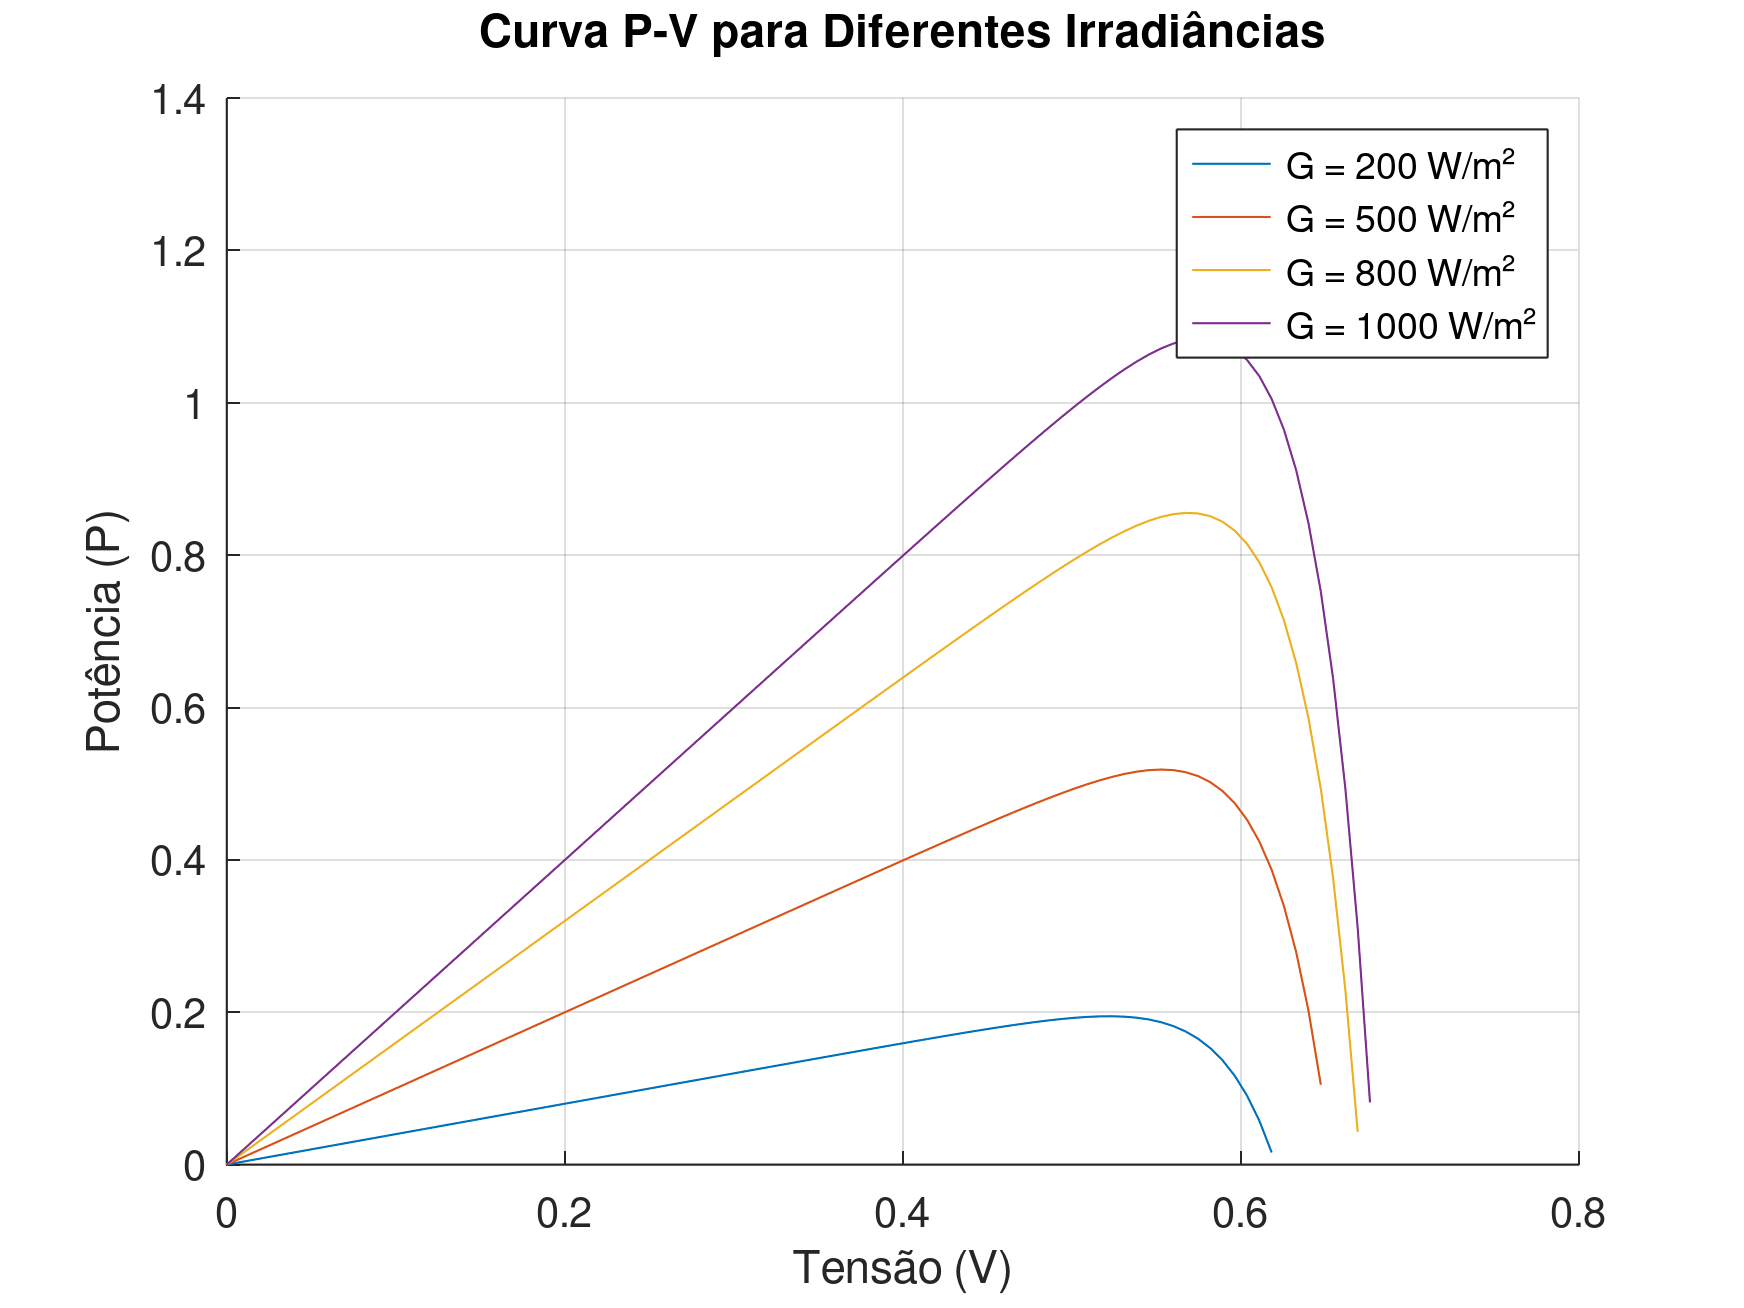 Curva P-V para Diferentes Irradiâncias
1.4
1.2
1
0.8
0.6
0.4
0.2
0
Potência (P)
G = 200 W/m²
G = 500 W/m²
G = 800 W/m²
G = 1000 W/m²
0 0.2 0.4 0.6 0.8
Tensão (V)